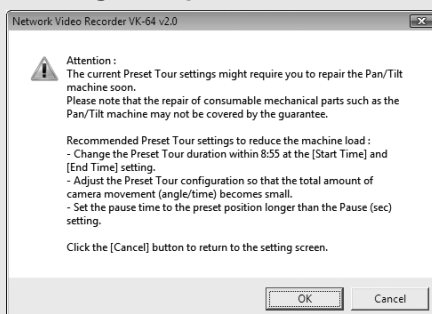 Network Video Recorder VK-64 v2.0
Attention :
The current Preset Tour settings might require you to repair the Pan/Tilt
machine soon.
Please note that the repair of consumable mechanical parts such as the
Pan/Tilt machine may not be covered by the guarantee.
Recommended Preset Tour settings to reduce the machine load :
- Change the Preset Tour duration within 8:55 at the [Start Time] and
[End Time] setting.
- Adjust the Preset Tour configuration so that the total amount of
camera movement (angle/time) becomes small.
- Set the pause time to the preset position longer than the Pause (sec)
setting.
Click the [Cancel] button to return to the setting screen.
OK Cancel